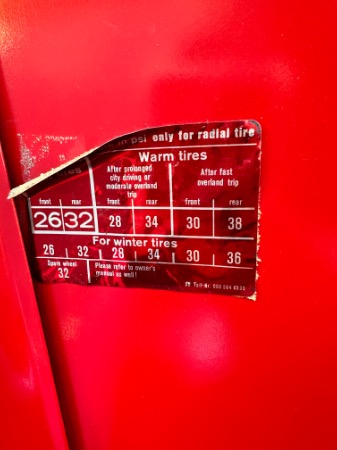 psi only for radial tire
Warm tires
After prolonged After fast
city driving or overland trip
moderate overland
trip
front rear front rear front rear
26 32 28 34 30 38
For winter tires
26 32 28 34 30 36
Spare wheel Please refer to owner's
32 manual as well!